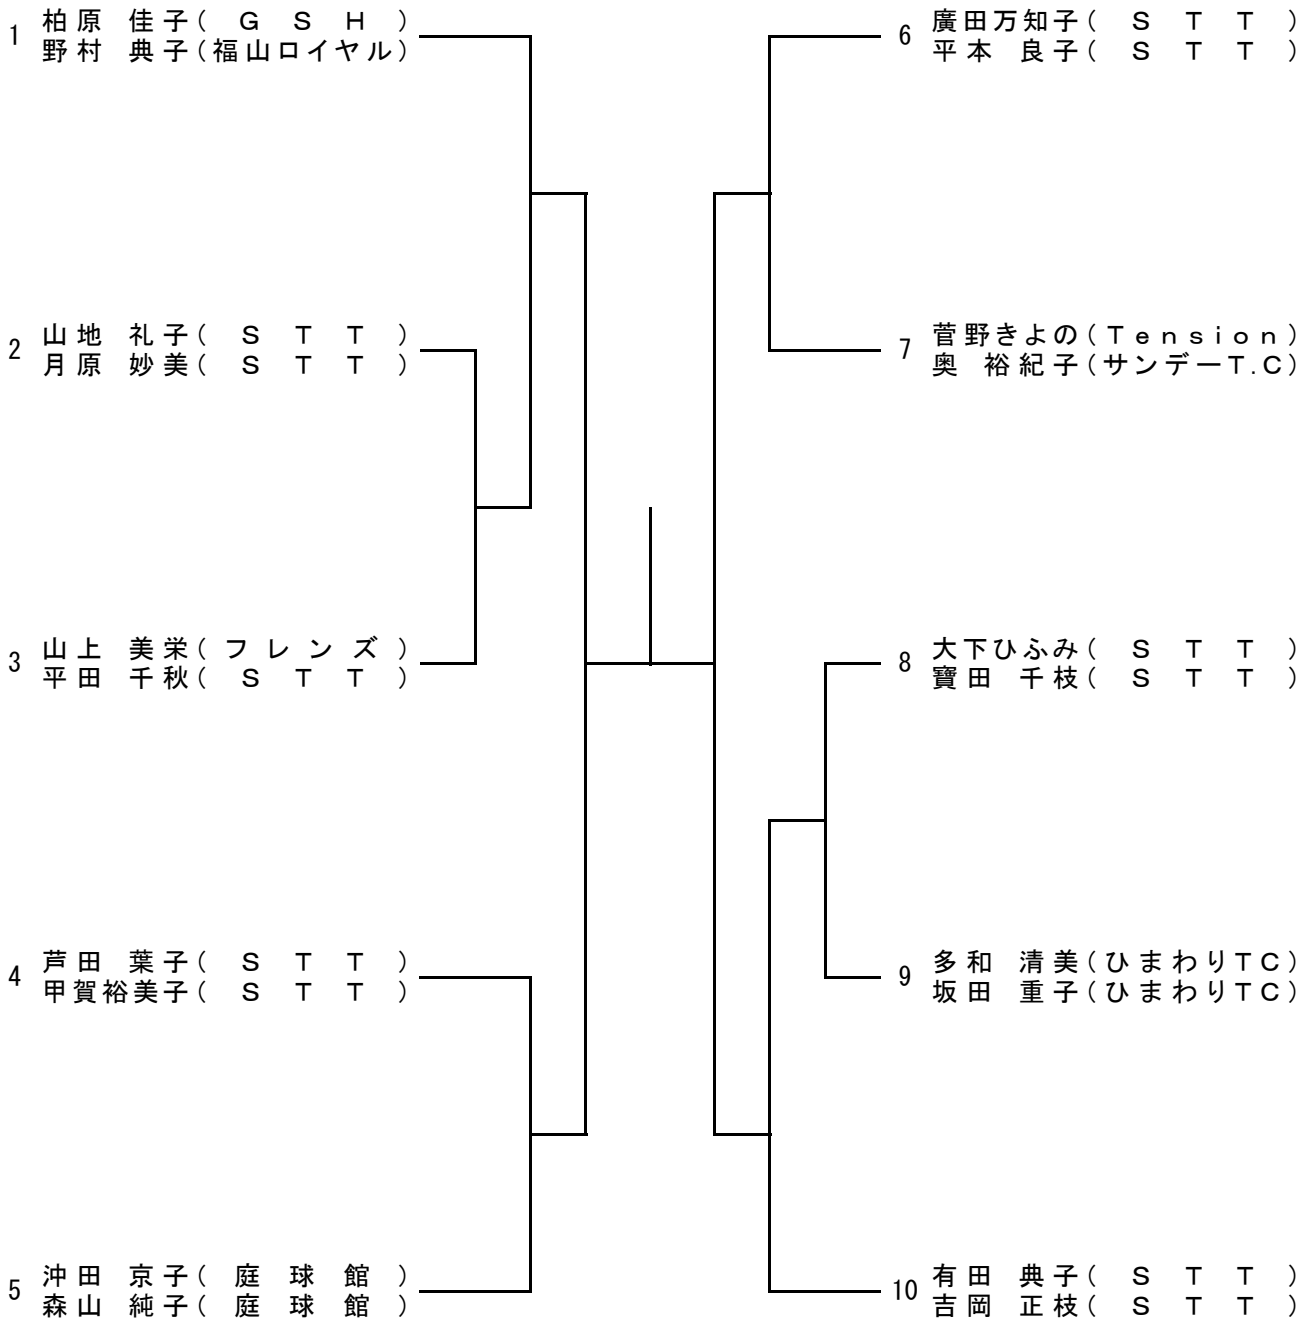 1 柏原 佳子(GSH)
野村 典子(福山ロイヤル)
2 山地 礼子(STT)
月原 妙美(STT)
3 山上 美栄(フレンズ)
平田 千秋(STT)
4 芦田 葉子(STT)
甲賀裕美子(STT)
5 沖田 京子(庭球館)
森山 純子(庭球館)
6 廣田万知子(STT)
平本 良子(STT)
7 菅野きよの(Tension)
奥 裕紀子(サンデーT.C)
8 大下ひふみ(STT)
寶田 千枝(STT)
9 多和 清美(ひまわりTC)
坂田 重子(ひまわりTC)
10 有田 典子(STT)
吉岡 正枝(STT)